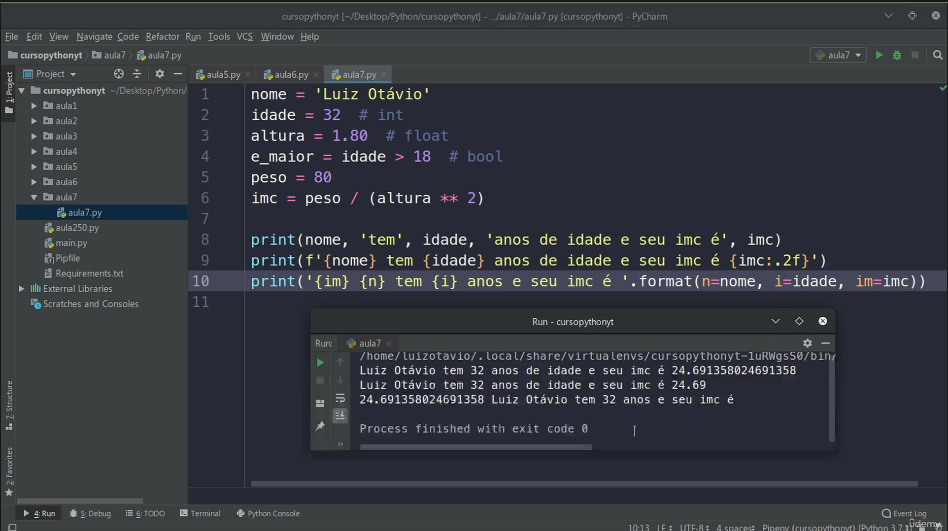 cursopythonyt [~/Desktop/Python/cursopythonyt] - .../aula7/aula7.py [cursopythonyt] - PyCharm
File Edit View Navigate Code Refactor Run Tools VCS Window Help
cursopythonyt aula7 aula7.py aula7
Project aula5.py aula6.py aula7.py
1: Project
cursopythonyt ~/Desktop/Python/
aula1
aula2
aula3
aula4
aula5
aula6
aula7
aula7.py
aula250.py
main.py
Pipfile
Requirements.txt
External Libraries
Scratches and Consoles
1 nome = 'Luiz Otávio'
2 idade = 32 # int
3 altura = 1.80 # float
4 e_maior = idade > 18 # bool
5 peso = 80
6 imc = peso / (altura ** 2)
7
8 print(nome, 'tem', idade, 'anos de idade e seu imc é', imc)
9 print(f'{nome} tem {idade} anos de idade e seu imc é {imc:.2f}')
10 print('{im} {n} tem {i} anos e seu imc é '.format(n=nome, i=idade, im=imc))
11
Run - cursopythonyt
Run: aula7
/home/luizotavio/.local/share/virtualenvs/cursopythonyt-1uRWgsS0/bin/
Luiz Otávio tem 32 anos de idade e seu imc é 24.691358024691358
Luiz Otávio tem 32 anos de idade e seu imc é 24.69
24.691358024691358 Luiz Otávio tem 32 anos e seu imc é
Process finished with exit code 0
7: Structure
2: Favorites
4: Run 5: Debug 6: TODO Terminal Python Console Event Log
10:13 LF UTF-8 4 spaces Pipenv (cursopythonyt) [Python 3.7
udemy